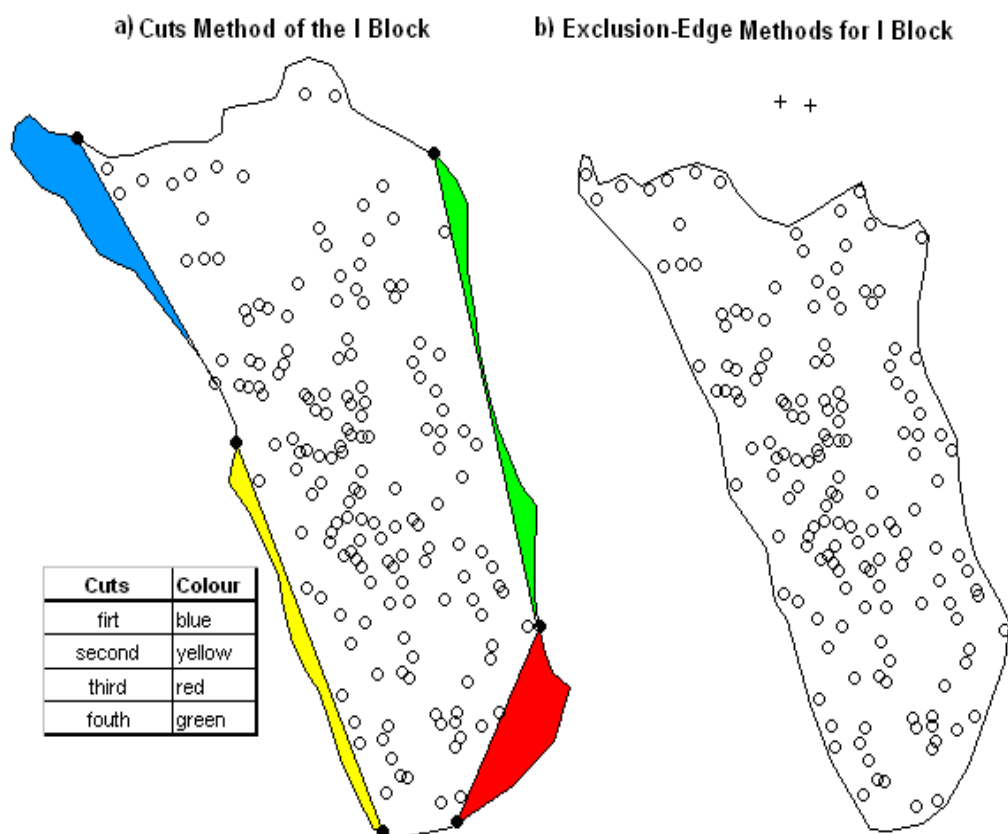 a) Cuts Method of the I Block
b) Exclusion-Edge Methods for I Block
Cuts Colour
firt blue
second yellow
third red
fouth green